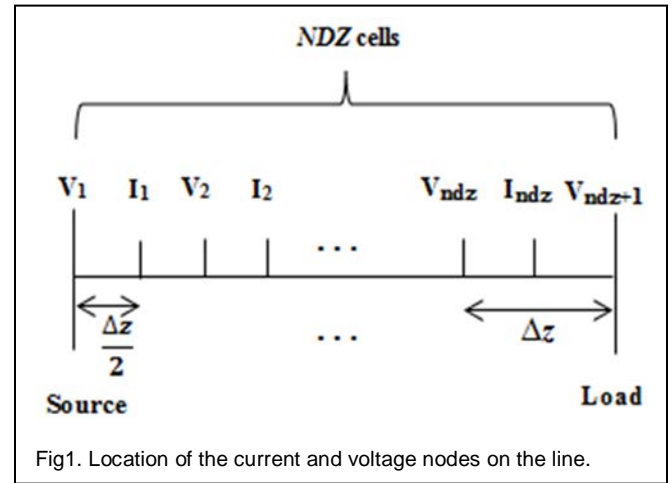 NDZ cells
V1 I1 V2 I2 Vndz Indz Vndz+1
. . .
Δz
2
. . .
Δz
Source
Load
Fig1. Location of the current and voltage nodes on the line.